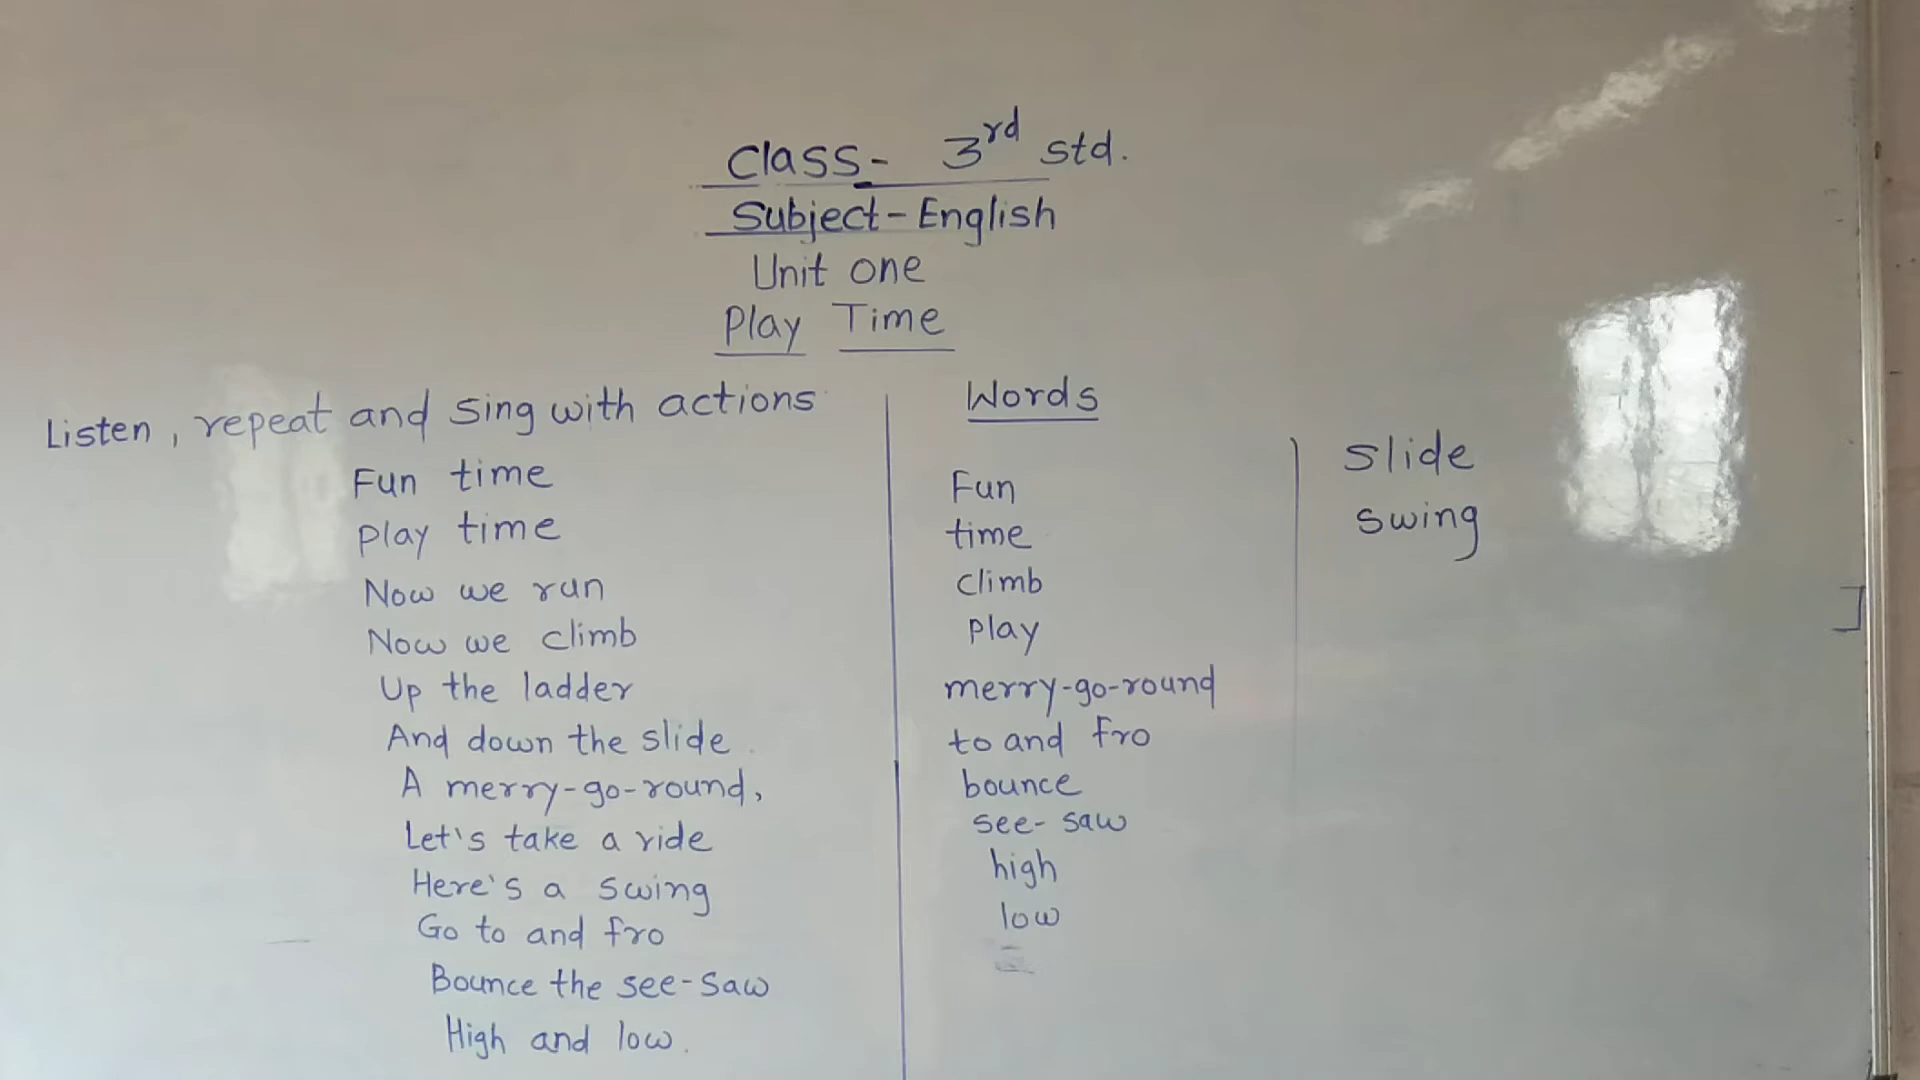 Class- 3rd std.
Subject-English
Unit one
Play Time
Listen, repeat and sing with actions
Fun time
Play time
Now we run
Now we climb
Up the ladder
And down the slide
A merry-go-round,
Let's take a ride
Here's a swing
Go to and fro
Bounce the see-saw
High and low.
Words
Fun
time
climb
play
merry-go-round
to and fro
bounce
see-saw
high
low
slide
swing